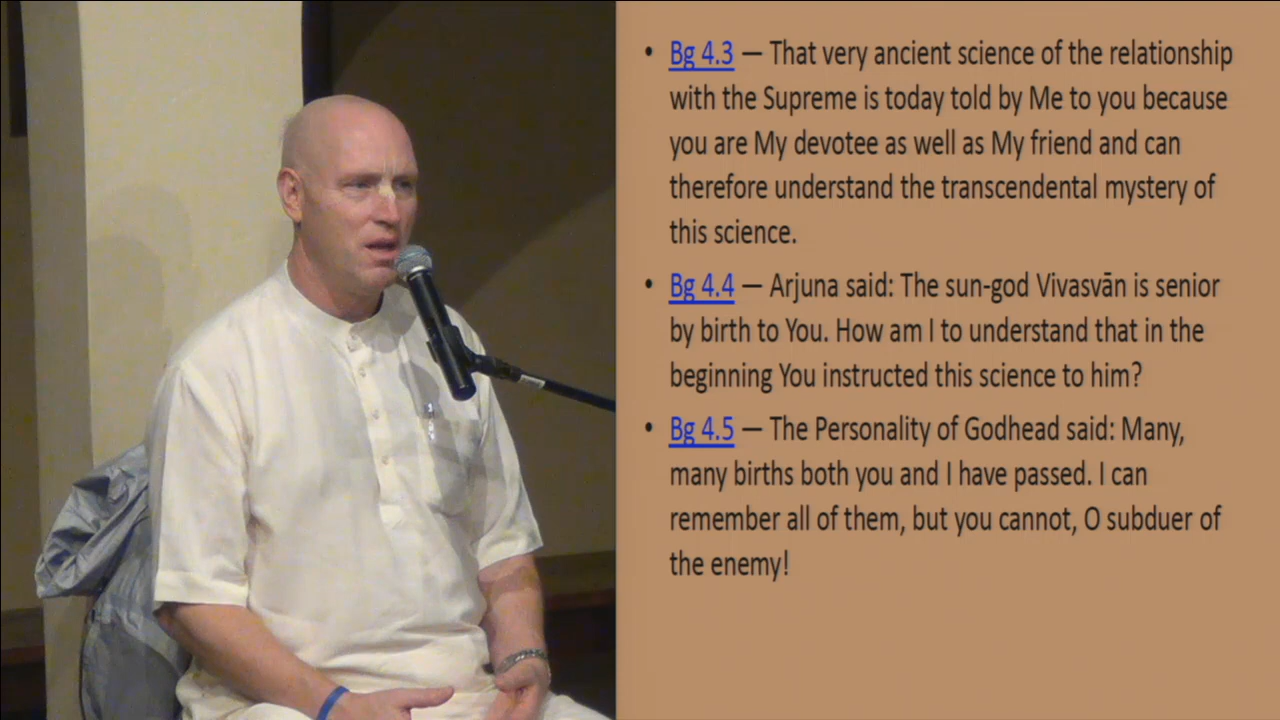 • Bg 4.3 — That very ancient science of the relationship
with the Supreme is today told by Me to you because
you are My devotee as well as My friend and can
therefore understand the transcendental mystery of
this science.
• Bg 4.4 — Arjuna said: The sun-god Vivasvān is senior
by birth to You. How am I to understand that in the
beginning You instructed this science to him?
• Bg 4.5 — The Personality of Godhead said: Many,
many births both you and I have passed. I can
remember all of them, but you cannot, O subduer of
the enemy!